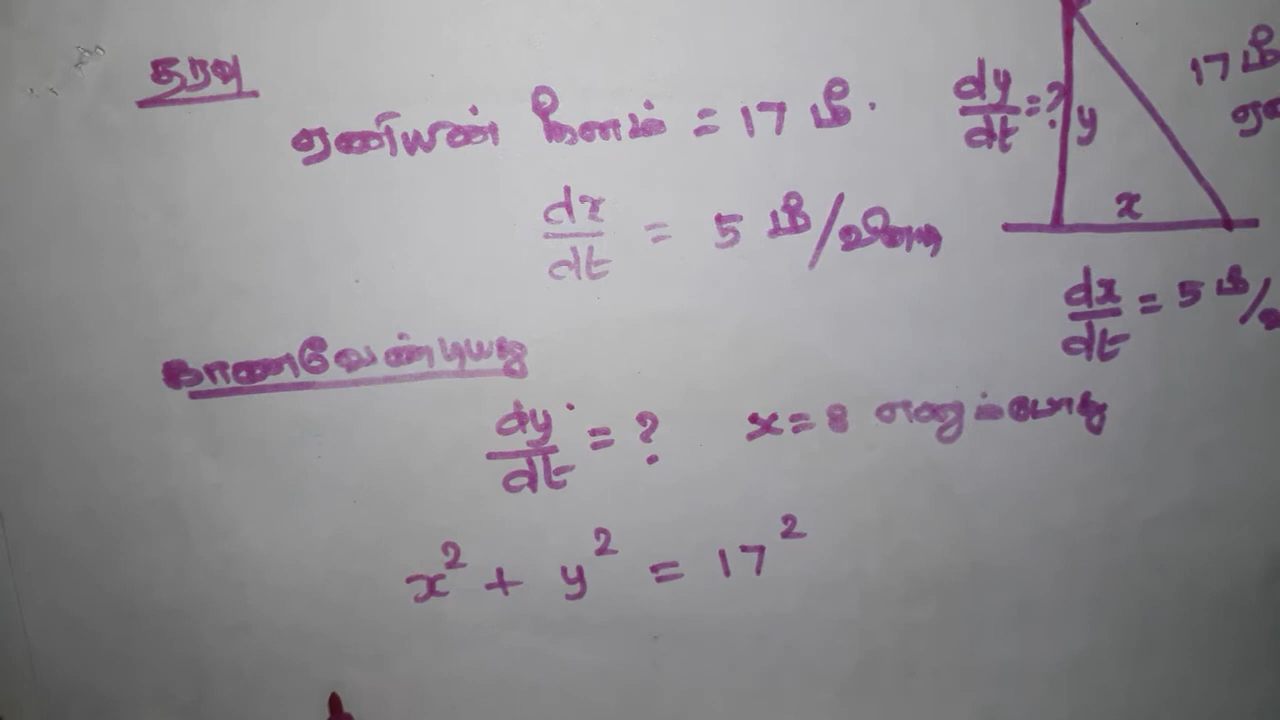 தரவு
ஏணியின் நீளம் = 17 மீ.
dx/dt = 5 மீ/வினாடி
காணவேண்டியது
dy/dt = ? x = 8 எனும்போது
x² + y² = 17²
dy/dt = ?
y
17 மீ
x
dx/dt = 5 மீ/